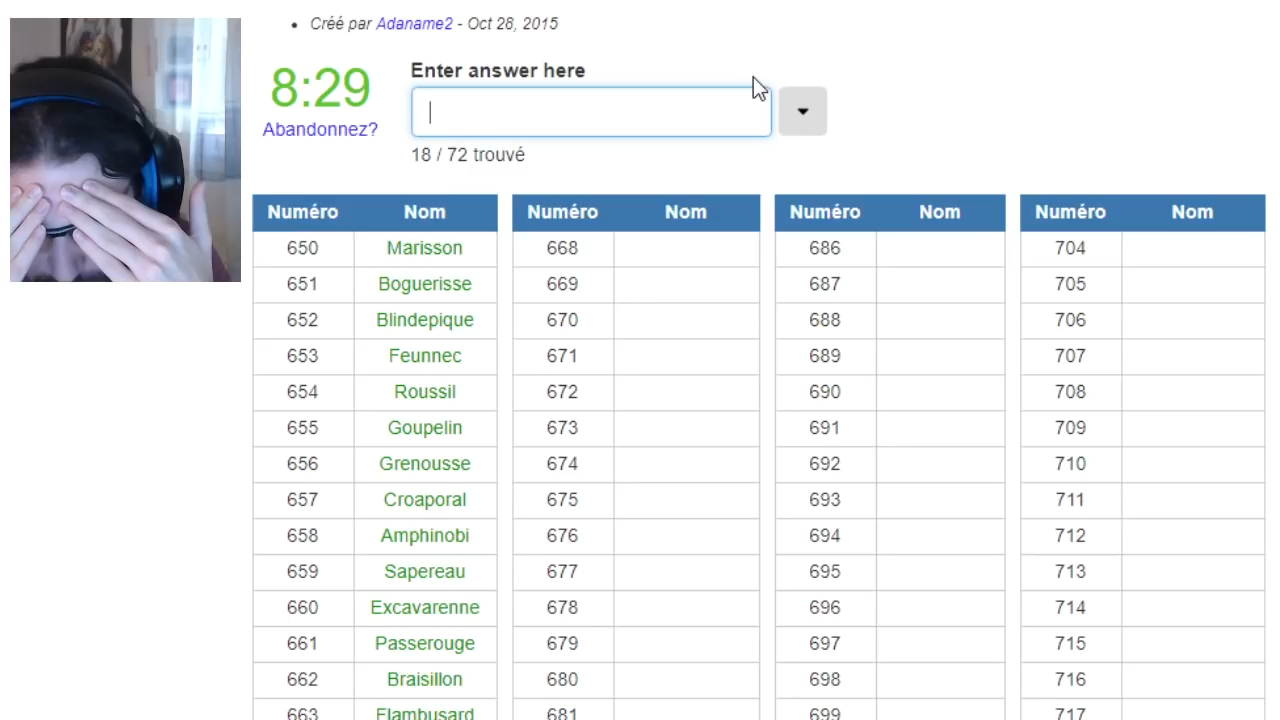 Créé par Adaname2 - Oct 28, 2015
8:29
Abandonnez?
Enter answer here
18 / 72 trouvé
Numéro Nom Numéro Nom Numéro Nom Numéro Nom
650 Marisson 668 686 704
651 Boguerisse 669 687 705
652 Blindepique 670 688 706
653 Feunnec 671 689 707
654 Roussil 672 690 708
655 Goupelin 673 691 709
656 Grenousse 674 692 710
657 Croaporal 675 693 711
658 Amphinobi 676 694 712
659 Sapereau 677 695 713
660 Excavarenne 678 696 714
661 Passerouge 679 697 715
662 Braisillon 680 698 716
663 Flambusard 681 699 717